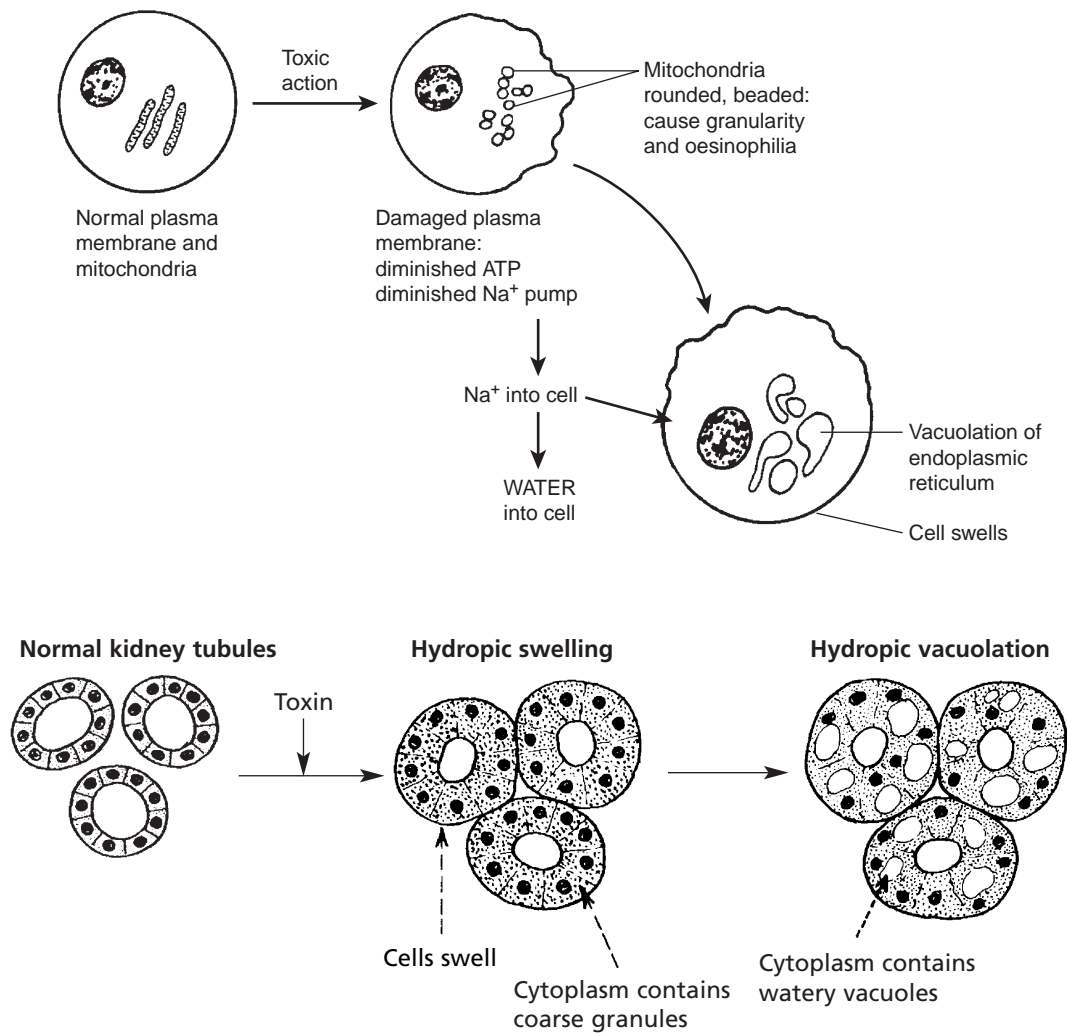 Toxic
action
Mitochondria
rounded, beaded:
cause granularity
and oesinophilia
Normal plasma
membrane and
mitochondria
Damaged plasma
membrane:
diminished ATP
diminished Na⁺ pump
Na⁺ into cell
WATER
into cell
Vacuolation of
endoplasmic
reticulum
Cell swells
Normal kidney tubules
Hydropic swelling
Hydropic vacuolation
Toxin
Cells swell
Cytoplasm contains
coarse granules
Cytoplasm contains
watery vacuoles